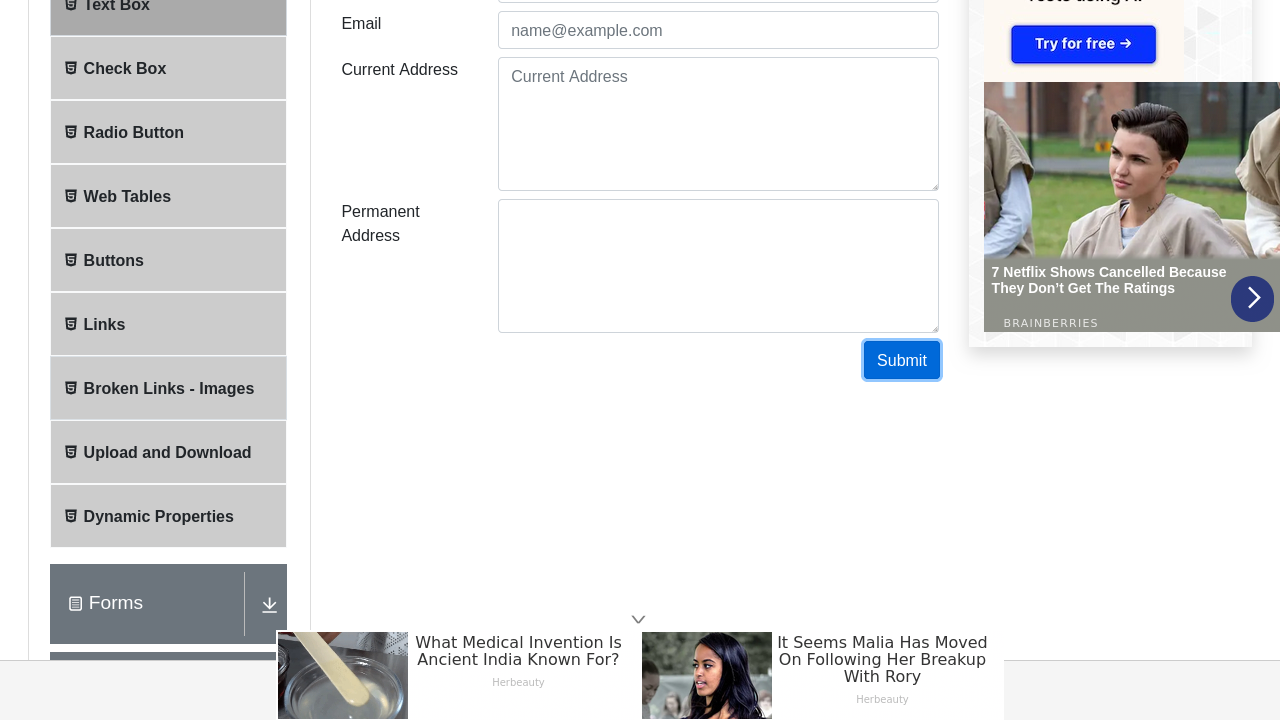 Text Box
Check Box
Radio Button
Web Tables
Buttons
Links
Broken Links - Images
Upload and Download
Dynamic Properties
Forms
Email
name@example.com
Current Address
Current Address
Permanent
Address
Submit
Try for free →
7 Netflix Shows Cancelled Because
They Don’t Get The Ratings
BRAINBERRIES
What Medical Invention Is
Ancient India Known For?
Herbeauty
It Seems Malia Has Moved
On Following Her Breakup
With Rory
Herbeauty